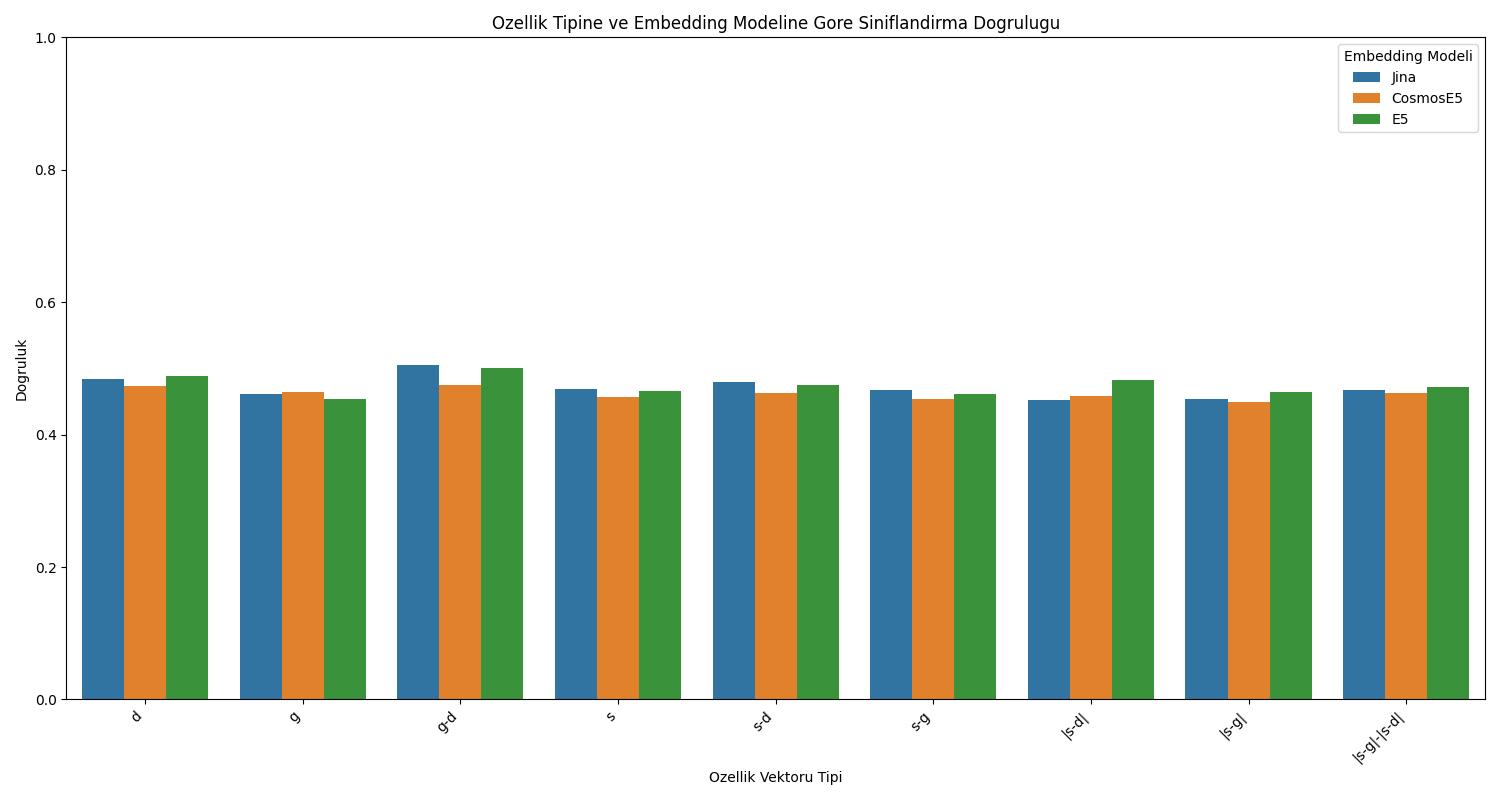 Ozellik Tipine ve Embedding Modeline Gore Siniflandirma Dogrulugu
Embedding Modeli
Jina
CosmosE5
E5
Dogruluk
1.0
0.8
0.6
0.4
0.2
0.0
d
g
g-d
s
s-d
s-g
|s-d|
|s-g|
|s-g|-|s-d|
Ozellik Vektoru Tipi